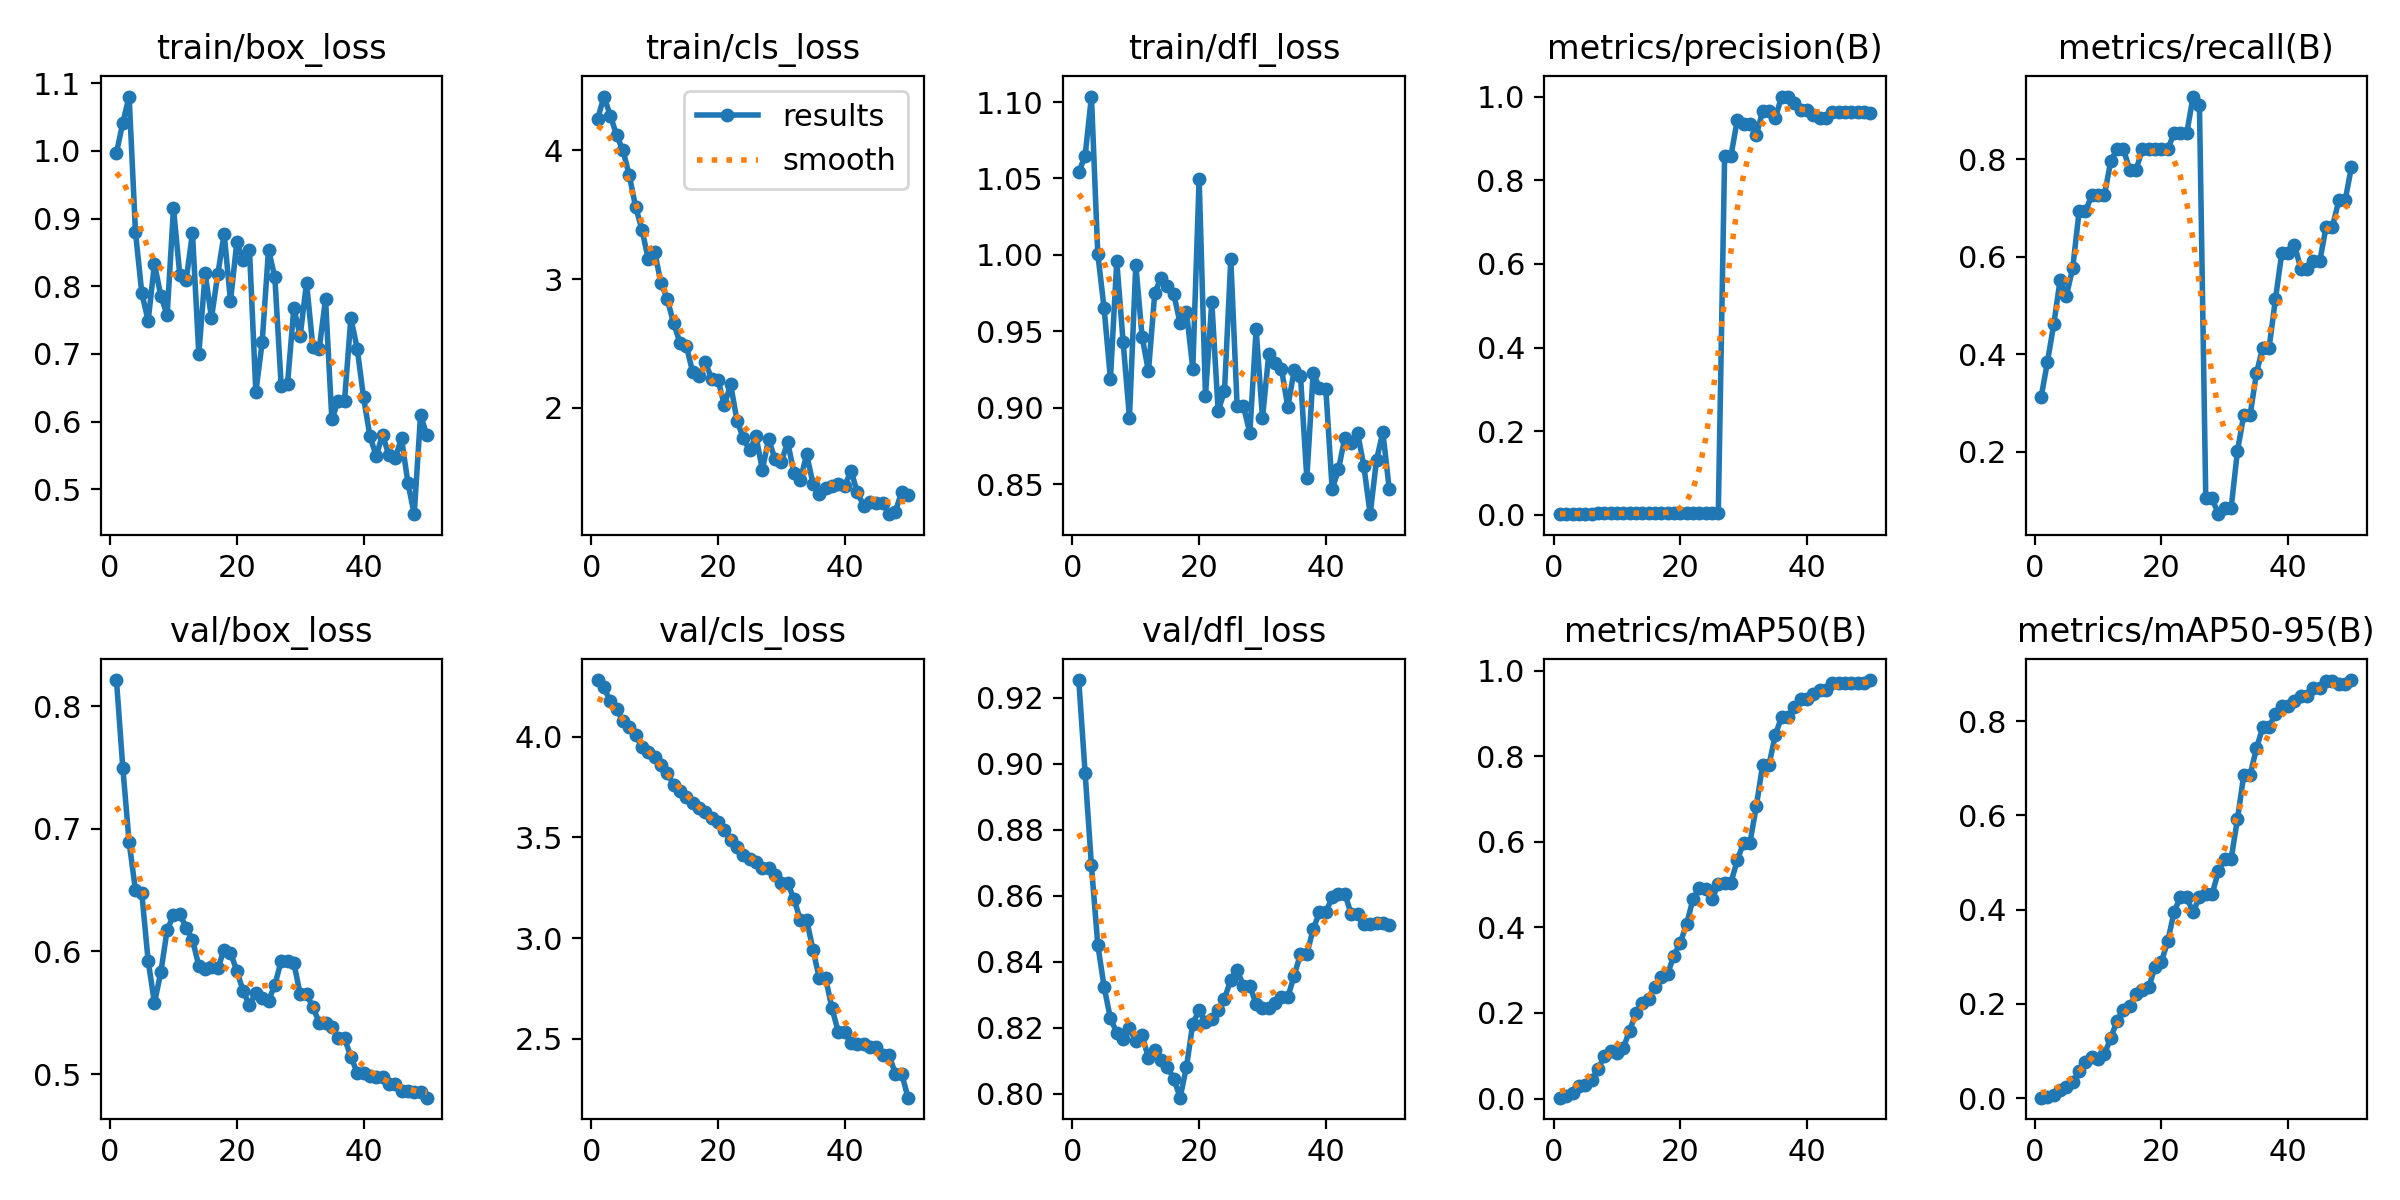 train/box_loss
1.1
1.0
0.9
0.8
0.7
0.6
0.5
0 20 40
train/cls_loss
results
smooth
4
3
2
0 20 40
train/dfl_loss
1.10
1.05
1.00
0.95
0.90
0.85
0 20 40
metrics/precision(B)
1.0
0.8
0.6
0.4
0.2
0.0
0 20 40
metrics/recall(B)
0.8
0.6
0.4
0.2
0 20 40
val/box_loss
0.8
0.7
0.6
0.5
0 20 40
val/cls_loss
4.0
3.5
3.0
2.5
0 20 40
val/dfl_loss
0.92
0.90
0.88
0.86
0.84
0.82
0.80
0 20 40
metrics/mAP50(B)
1.0
0.8
0.6
0.4
0.2
0.0
0 20 40
metrics/mAP50-95(B)
0.8
0.6
0.4
0.2
0.0
0 20 40